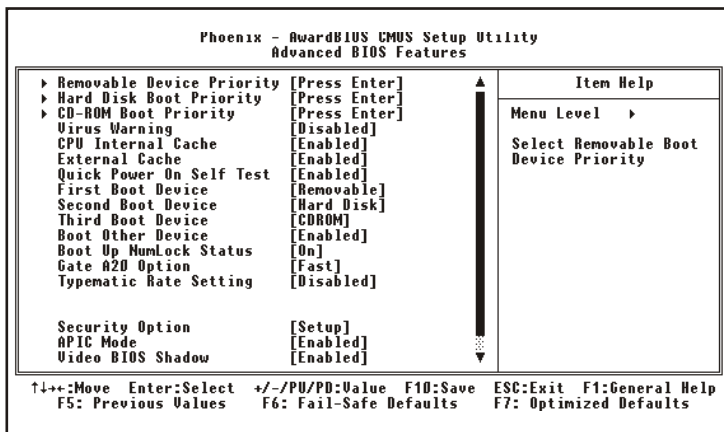 Phoenix - AwardBIOS CMOS Setup Utility
Advanced BIOS Features
▸ Removable Device Priority [Press Enter]
▸ Hard Disk Boot Priority [Press Enter]
▸ CD-ROM Boot Priority [Press Enter]
Virus Warning [Disabled]
CPU Internal Cache [Enabled]
External Cache [Enabled]
Quick Power On Self Test [Enabled]
First Boot Device [Removable]
Second Boot Device [Hard Disk]
Third Boot Device [CDROM]
Boot Other Device [Enabled]
Boot Up NumLock Status [On]
Gate A20 Option [Fast]
Typematic Rate Setting [Disabled]
Security Option [Setup]
APIC Mode [Enabled]
Video BIOS Shadow [Enabled]
Item Help
Menu Level ▸
Select Removable Boot
Device Priority
↑↓→←:Move Enter:Select +/-/PU/PD:Value F10:Save ESC:Exit F1:General Help
F5: Previous Values F6: Fail-Safe Defaults F7: Optimized Defaults